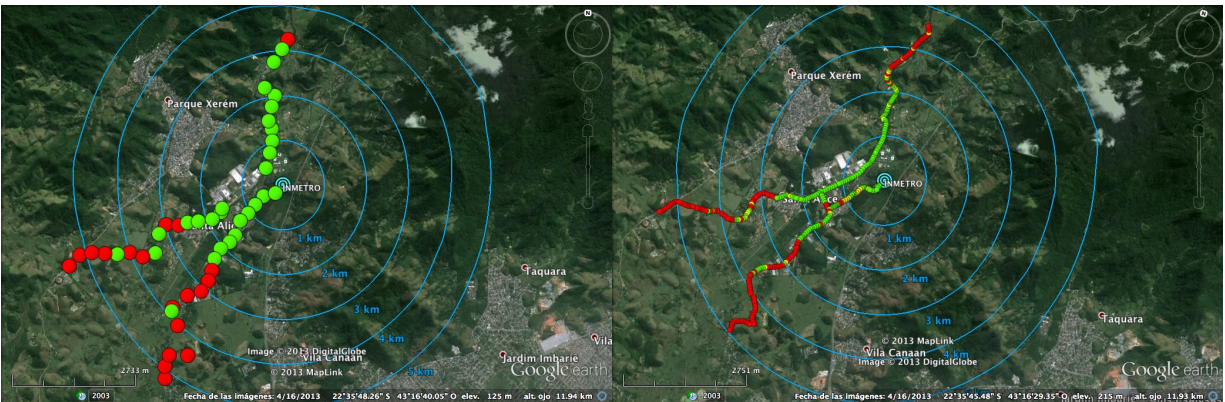 N
Parque Xerém
INMETRO
1 km
2 km
3 km
4 km
5 km
Taquara
Vila
Jardim Imbarie
Vila Canaan
Image © 2013 DigitalGlobe
© 2013 MapLink
Google earth
2733 m
2003
Fecha de las imágenes: 4/16/2013 22°35'48.26" S 43°16'40.05" O elev. 125 m alt. ojo 11.94 km
N
Parque Xerém
INMETRO
1 km
2 km
3 km
4 km
Taquara
Vila Canaan
© 2013 MapLink
Image © 2013 DigitalGlobe
Google earth
2751 m
2003
Fecha de las imágenes: 4/16/2013 22°35'45.48" S 43°16'29.35" O elev. 215 m alt. ojo 11.93 km